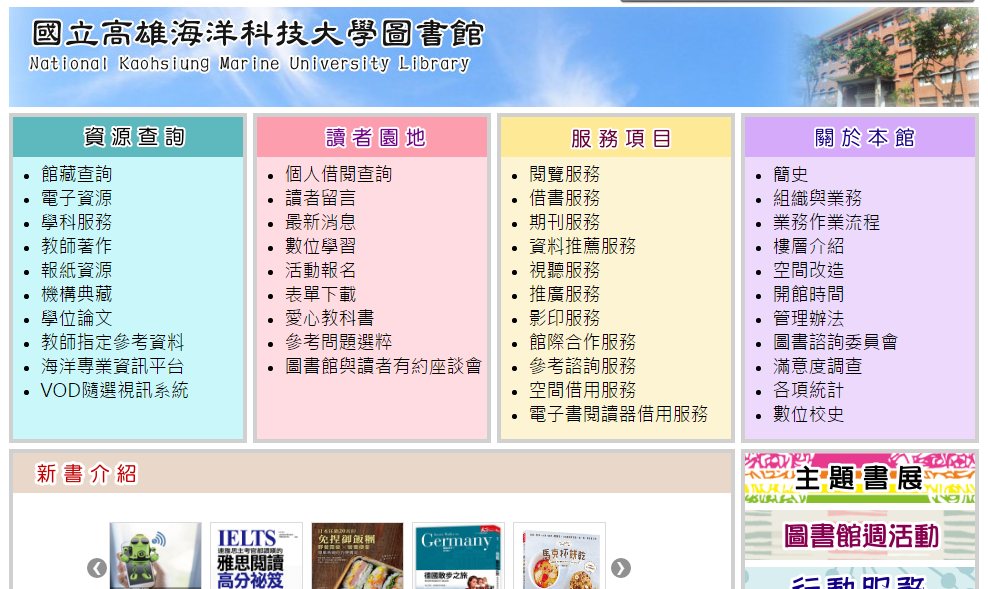 國立高雄海洋科技大學圖書館
National Kaohsiung Marine University Library
資源查詢
館藏查詢
電子資源
學科服務
教師著作
報紙資源
機構典藏
學位論文
教師指定參考資料
海洋專業資訊平台
VOD隨選視訊系統
讀者園地
個人借閱查詢
讀者留言
最新消息
數位學習
活動報名
表單下載
愛心教科書
參考問題選粹
圖書館與讀者有約座談會
服務項目
閱覽服務
借書服務
期刊服務
資料推薦服務
視聽服務
推廣服務
影印服務
館際合作服務
參考諮詢服務
空間借用服務
電子書閱讀器借用服務
關於本館
簡史
組織與業務
業務作業流程
樓層介紹
空間改造
開館時間
管理辦法
圖書諮詢委員會
滿意度調查
各項統計
數位校史
新書介紹
IELTS
雅思閱讀
高分祕笈
免捏御飯糰
Germany
德國散步之旅
馬克杯餅乾
主題書展
圖書館週活動
行動服務